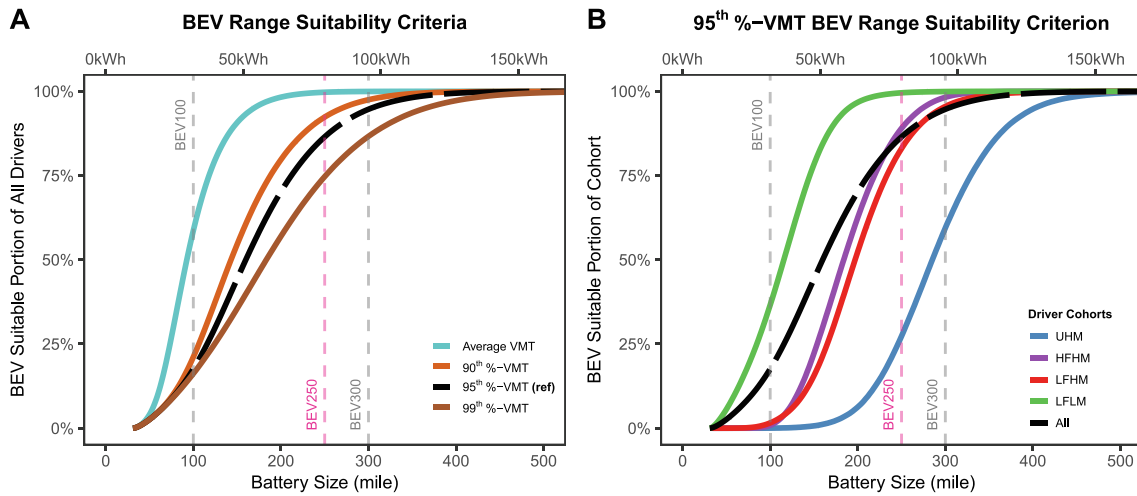 A
BEV Range Suitability Criteria
0kWh 50kWh 100kWh 150kWh
BEV Suitable Portion of All Drivers
100%
75%
50%
25%
0%
BEV100
BEV250
BEV300
Average VMT
90th %−VMT
95th %−VMT (ref)
99th %−VMT
0 100 200 300 400 500
Battery Size (mile)
B
95th %−VMT BEV Range Suitability Criterion
0kWh 50kWh 100kWh 150kWh
BEV Suitable Portion of Cohort
100%
75%
50%
25%
0%
BEV100
BEV250
BEV300
Driver Cohorts
UHM
HFHM
LFHM
LFLM
All
0 100 200 300 400 500
Battery Size (mile)